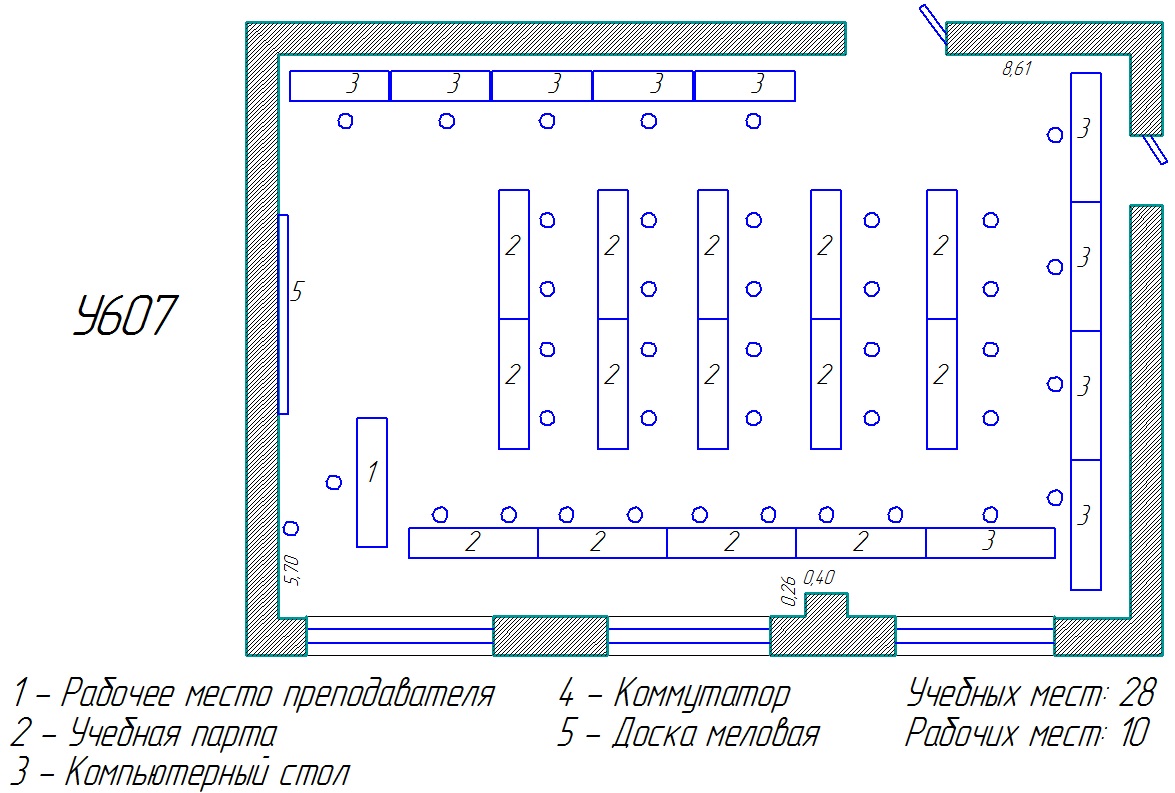 8,61
3 3 3 3 3
3
2 2 2 2 2
3
5
У607
2 2 2 2 2
3
1
3
2 2 2 2 3
5,70
0,26
0,40
1 – Рабочее место преподавателя
4 – Коммутатор
Учебных мест: 28
2 – Учебная парта
5 – Доска меловая
Рабочих мест: 10
3 – Компьютерный стол